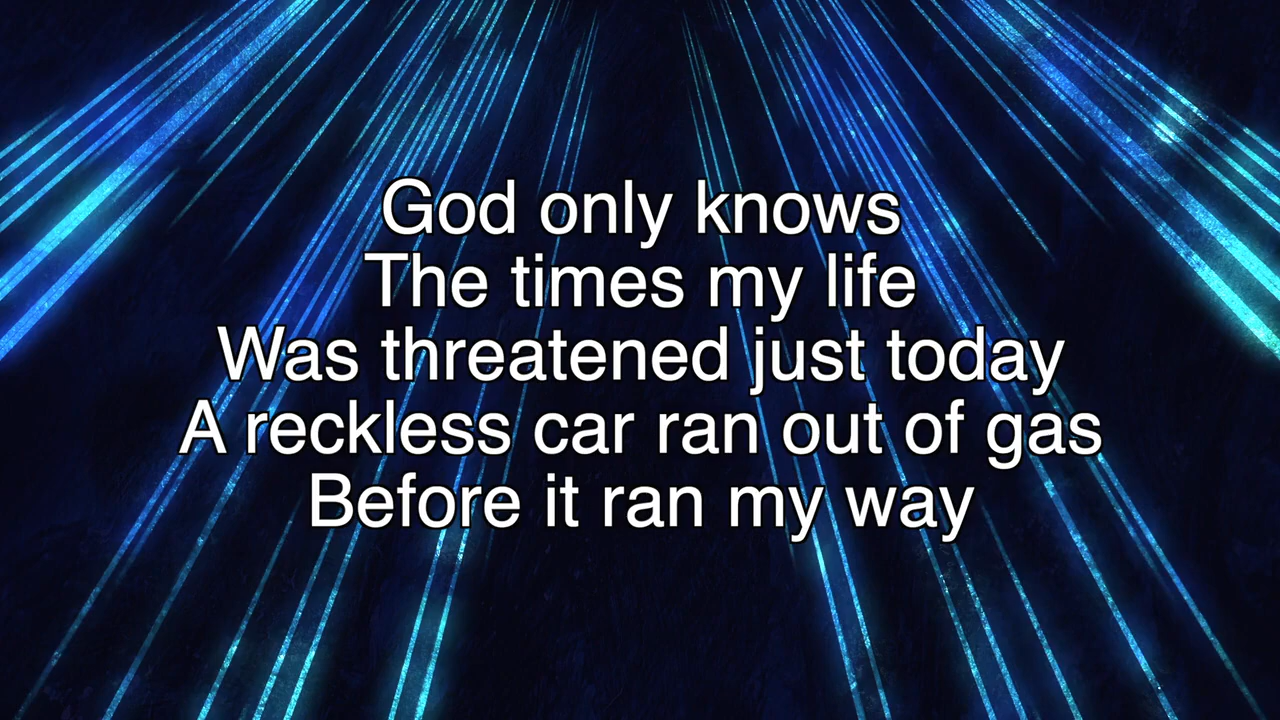 God only knows
The times my life
Was threatened just today
A reckless car ran out of gas
Before it ran my way